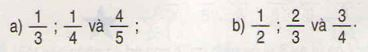 a) 1/3 ; 1/4 và 4/5 ; b) 1/2 ; 2/3 và 3/4 .